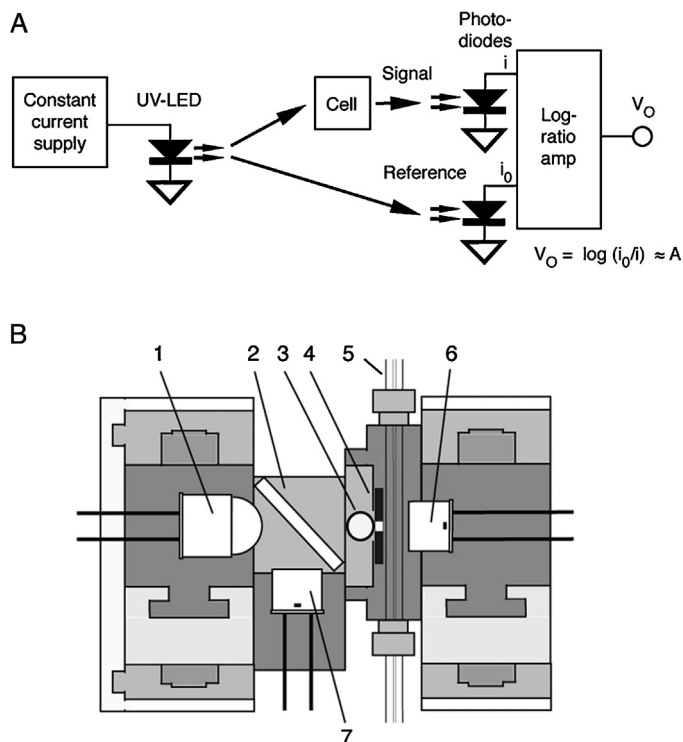 A
Constant
current
supply
UV-LED
Cell
Signal
Photo-
diodes
i
Reference
i0
Log-
ratio
amp
VO
VO = log (i0/i) ≈ A
B
1 2 3 4 5 6
7